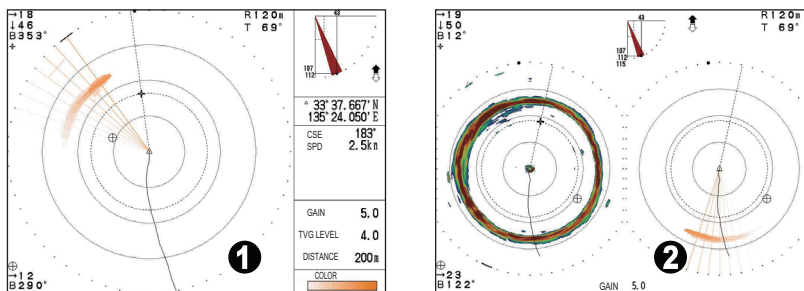 →18
↓46
B353°
R120m
T 69°
43
107
112
33°37.667'N
135°24.050'E
CSE 183°
SPD 2.5kn
GAIN 5.0
TVG LEVEL 4.0
DISTANCE 200m
COLOR
→12
B290°
1
→19
↓50
B12°
43
107
112
115
R120m
T 69°
→23
B122°
GAIN 5.0
2